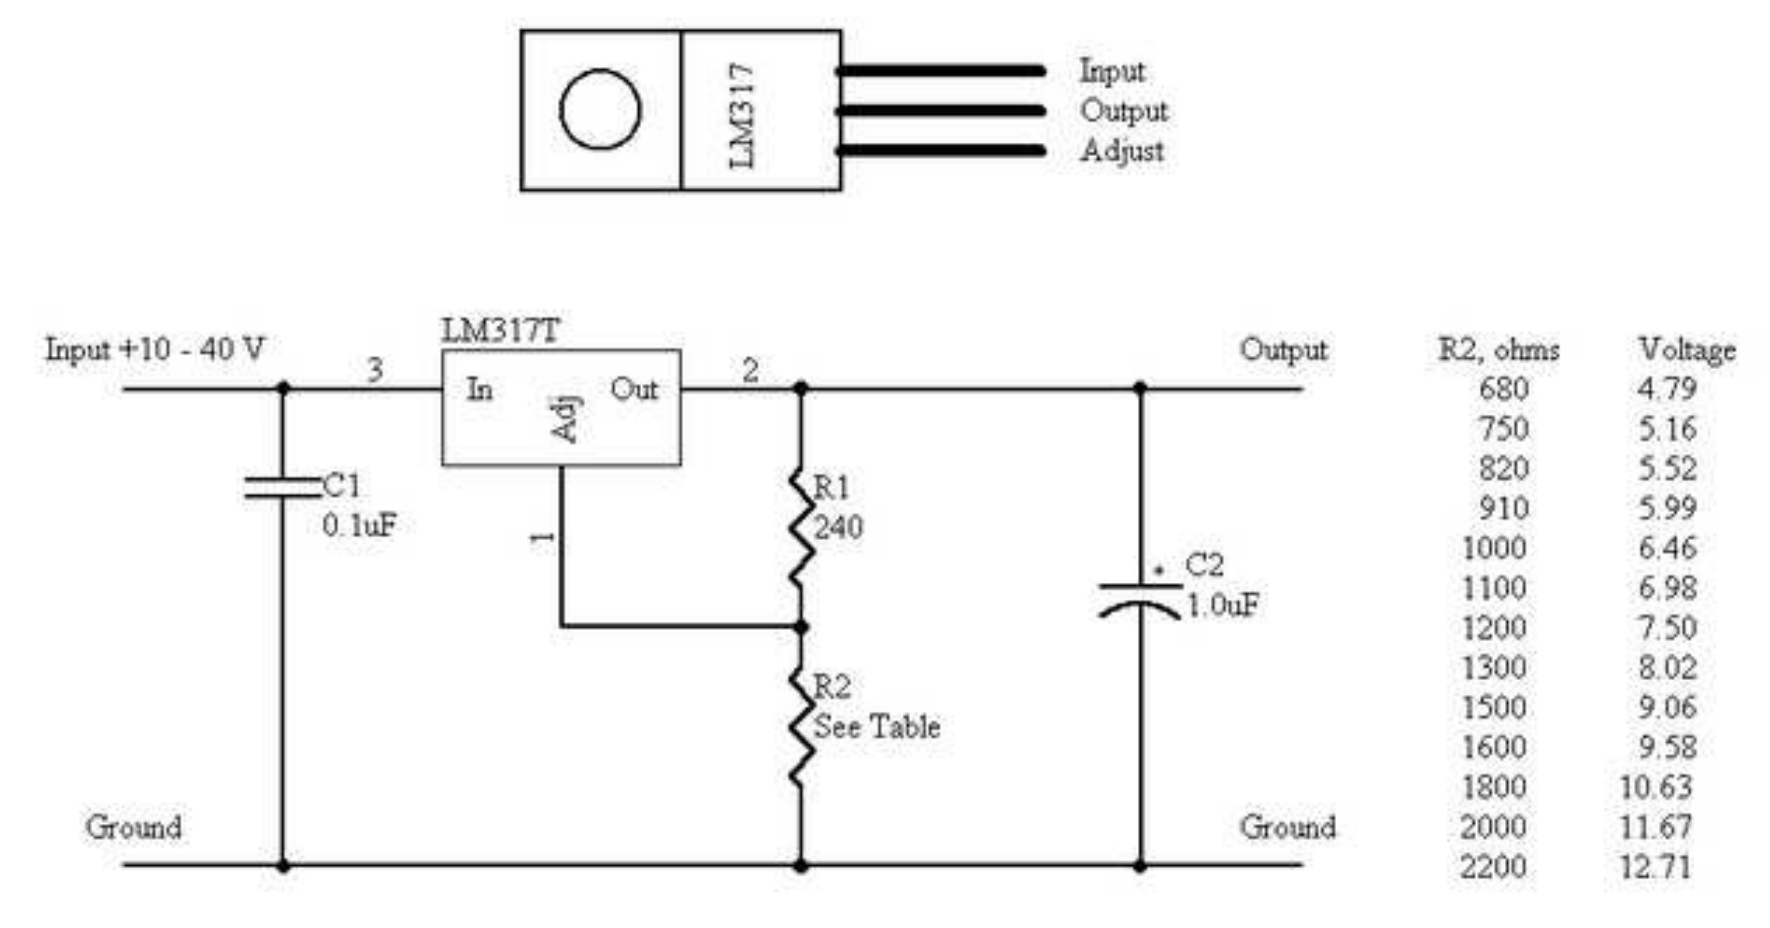 Input
Output
Adjust
LM317
LM317T
Input +10 - 40 V
3
In
Out
Adj
2
1
C1
0.1uF
R1
240
R2
See Table
C2
1.0uF
Output
Ground
Ground
R2, ohms Voltage
680 4.79
750 5.16
820 5.52
910 5.99
1000 6.46
1100 6.98
1200 7.50
1300 8.02
1500 9.06
1600 9.58
1800 10.63
2000 11.67
2200 12.71